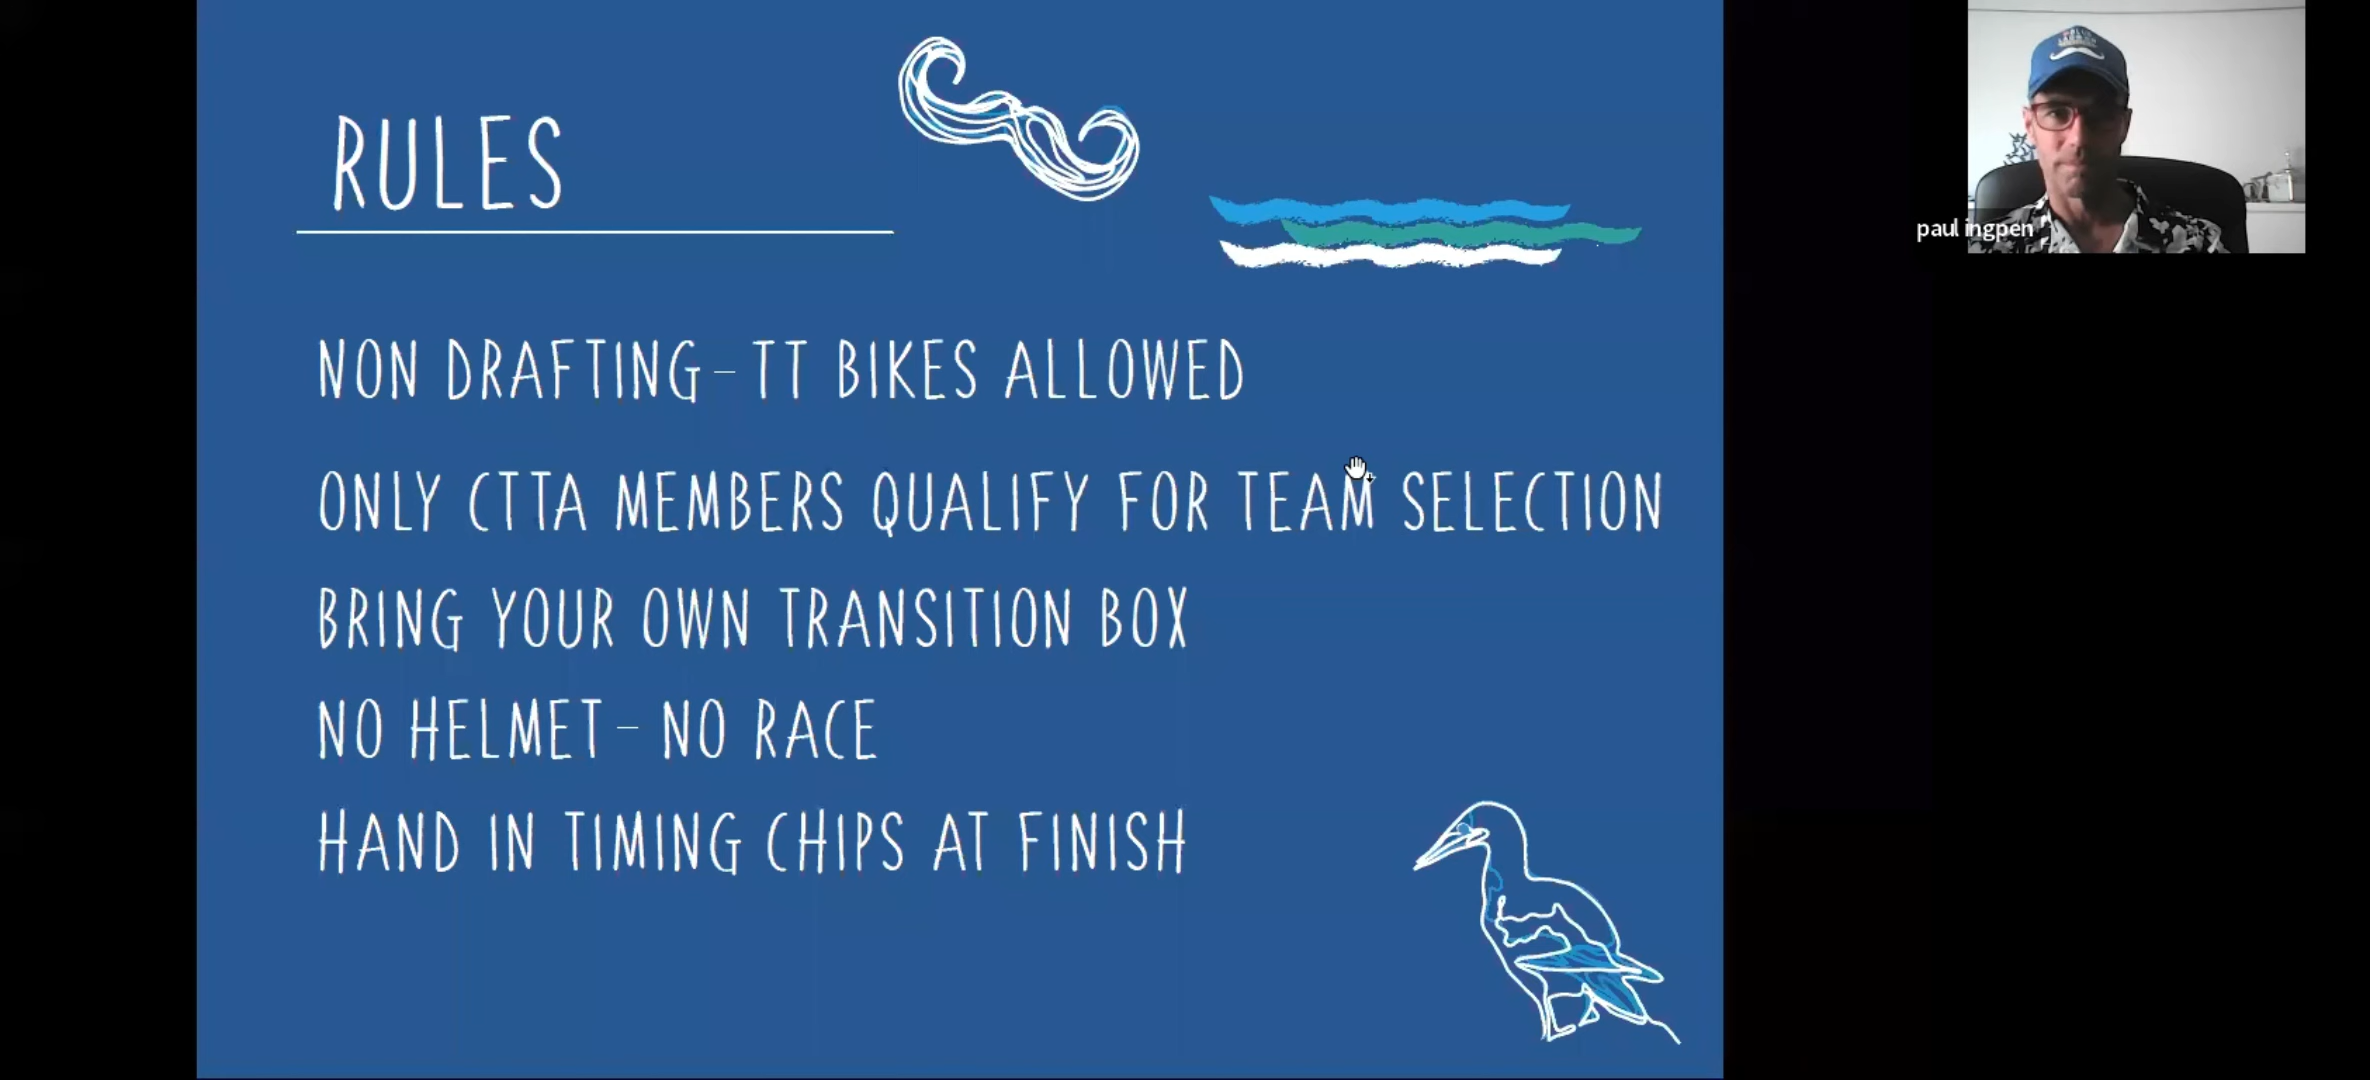 RULES
NON DRAFTING - TT BIKES ALLOWED
ONLY CTTA MEMBERS QUALIFY FOR TEAM SELECTION
BRING YOUR OWN TRANSITION BOX
NO HELMET - NO RACE
HAND IN TIMING CHIPS AT FINISH
paul ingpen